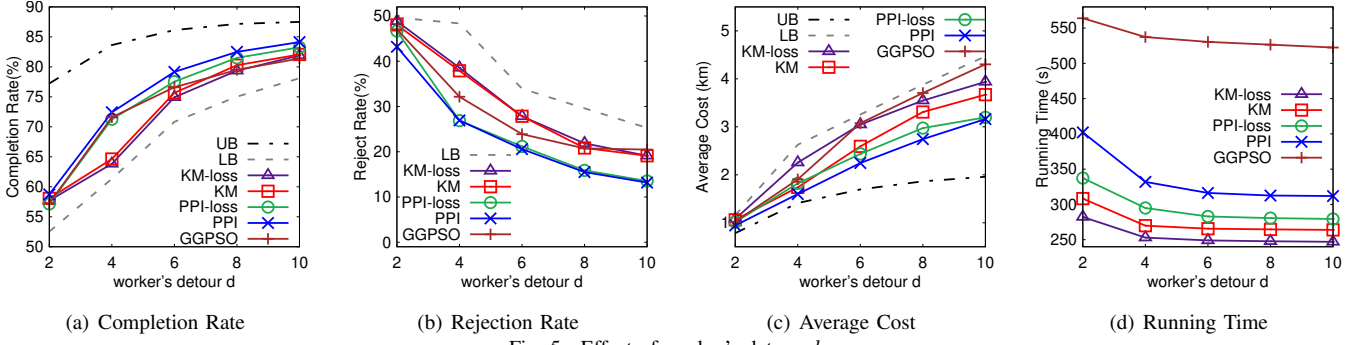 Completion Rate(%)
90
85
80
75
70
65
60
55
50
UB
LB
KM-loss
KM
PPI-loss
PPI
GGPSO
2 4 6 8 10
worker's detour d
(a) Completion Rate
Reject Rate(%)
50
40
30
20
10
0
LB
KM-loss
KM
PPI-loss
PPI
GGPSO
2 4 6 8 10
worker's detour d
(b) Rejection Rate
Average Cost (km)
5
4
3
2
1
UB
LB
KM-loss
KM
PPI-loss
PPI
GGPSO
2 4 6 8 10
worker's detour d
(c) Average Cost
Running Time (s)
550
500
450
400
350
300
250
KM-loss
KM
PPI-loss
PPI
GGPSO
2 4 6 8 10
worker's detour d
(d) Running Time